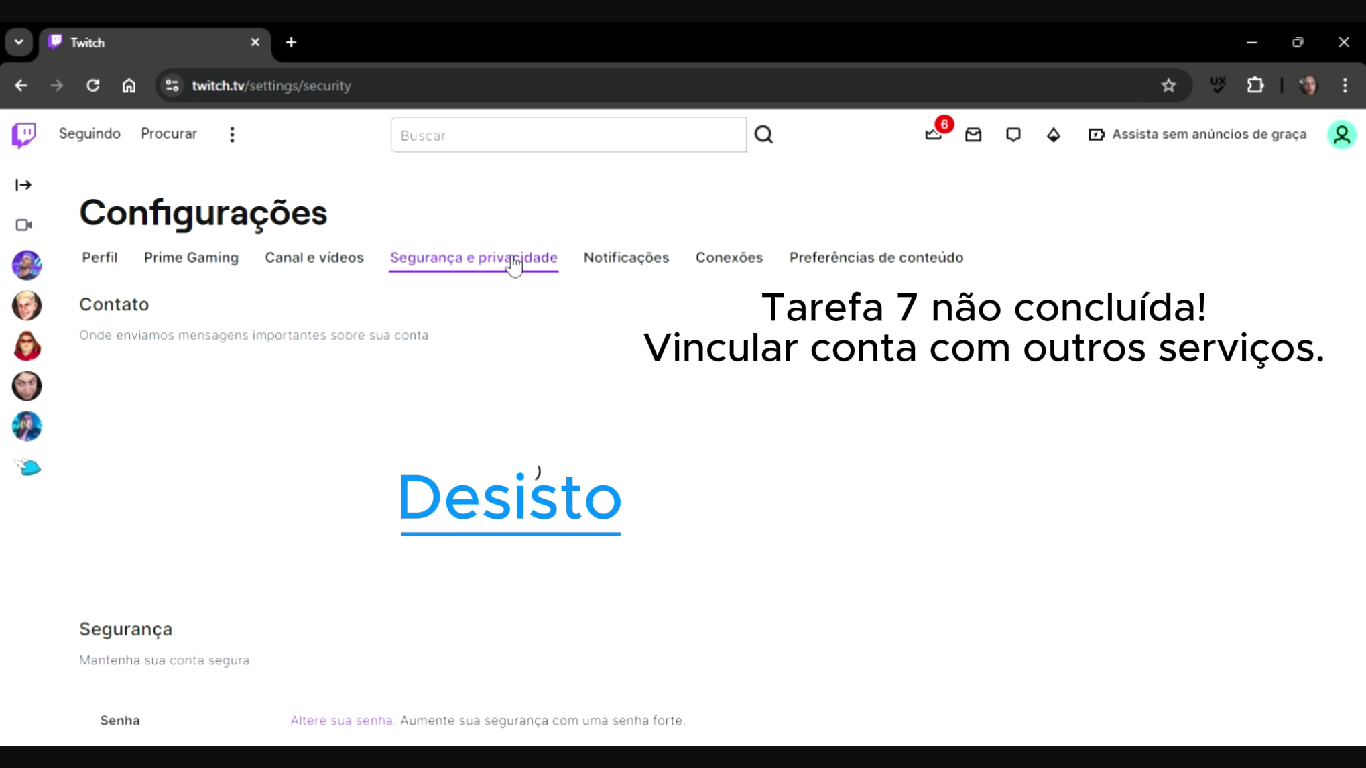 Twitch
twitch.tv/settings/security
Seguindo Procurar
Buscar
6
Assista sem anúncios de graça
Configurações
Perfil Prime Gaming Canal e vídeos Segurança e privacidade Notificações Conexões Preferências de conteúdo
Contato
Onde enviamos mensagens importantes sobre sua conta
Tarefa 7 não concluída!
Vincular conta com outros serviços.
Desisto
Segurança
Mantenha sua conta segura
Senha
Altere sua senha. Aumente sua segurança com uma senha forte.